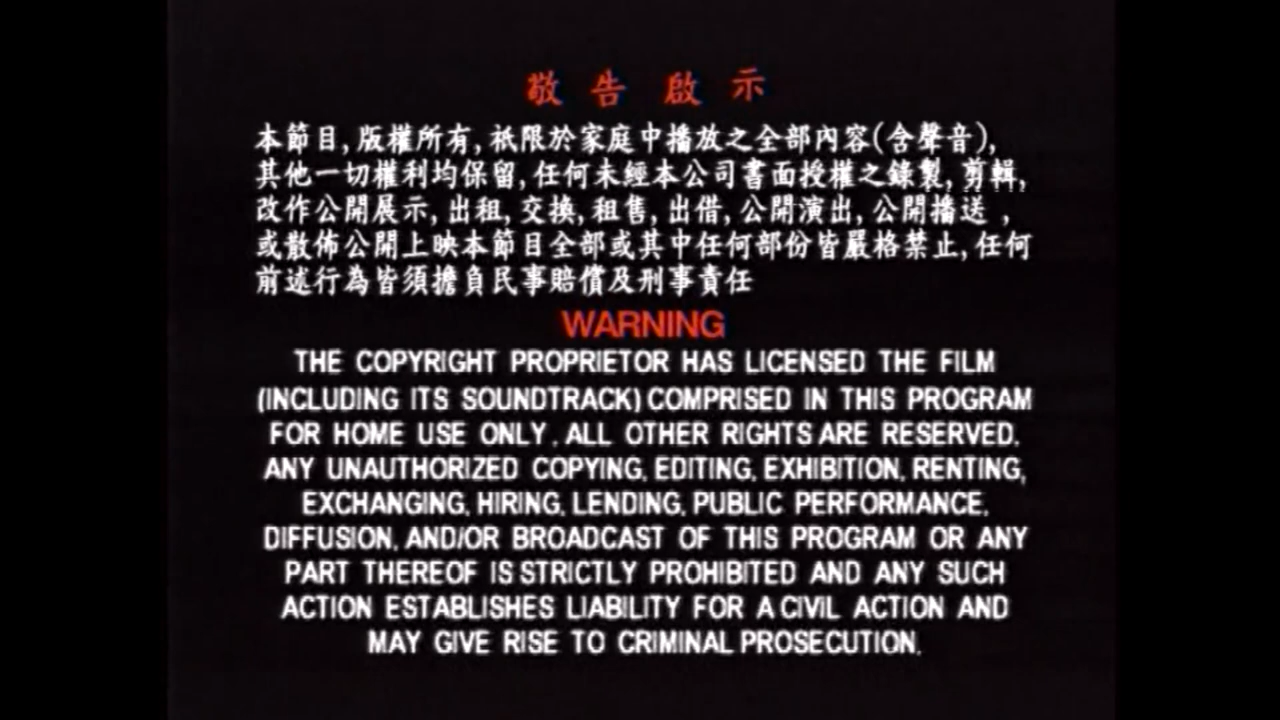 敬告啟示
本節目,版權所有,祇限於家庭中播放之全部內容(含聲音),
其他一切權利均保留,任何未經本公司書面授權之錄製,剪輯,
改作公開展示,出租,交換,租售,出借,公開演出,公開播送 ,
或散佈公開上映本節目全部或其中任何部份皆嚴格禁止,任何
前述行為皆須擔負民事賠償及刑事責任
WARNING
THE COPYRIGHT PROPRIETOR HAS LICENSED THE FILM
(INCLUDING ITS SOUNDTRACK) COMPRISED IN THIS PROGRAM
FOR HOME USE ONLY. ALL OTHER RIGHTS ARE RESERVED.
ANY UNAUTHORIZED COPYING, EDITING, EXHIBITION, RENTING,
EXCHANGING, HIRING, LENDING, PUBLIC PERFORMANCE,
DIFFUSION, AND/OR BROADCAST OF THIS PROGRAM OR ANY
PART THEREOF IS STRICTLY PROHIBITED AND ANY SUCH
ACTION ESTABLISHES LIABILITY FOR A CIVIL ACTION AND
MAY GIVE RISE TO CRIMINAL PROSECUTION.